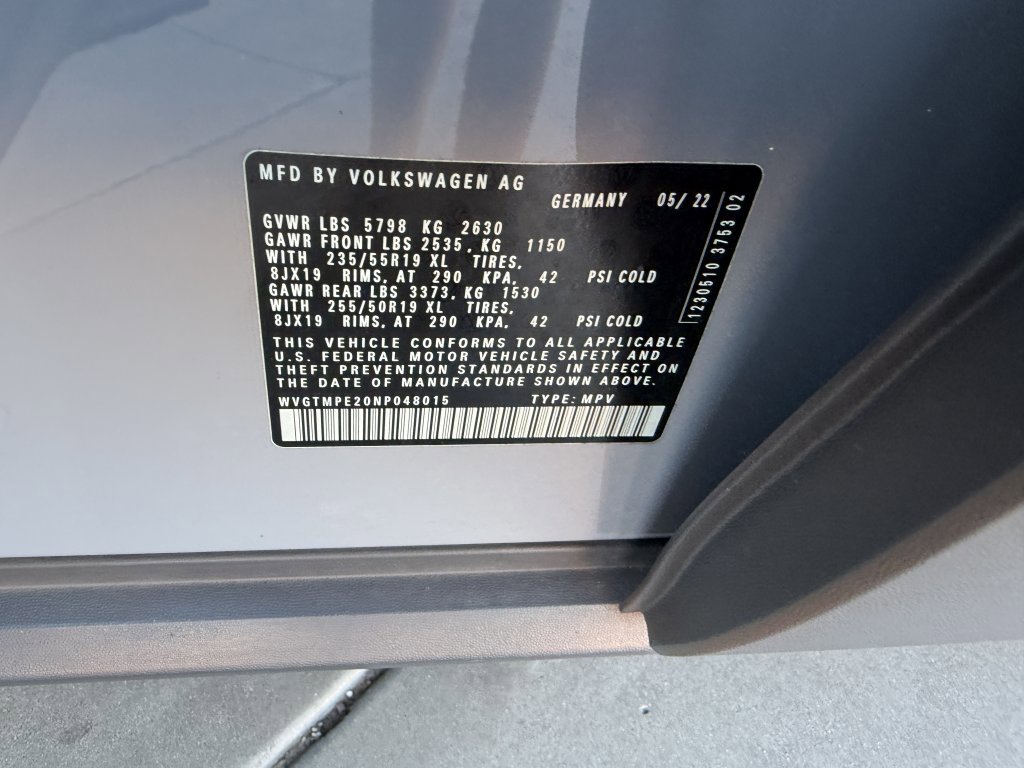 MFD BY VOLKSWAGEN AG
GERMANY 05/ 22
GVWR LBS 5798 KG 2630
GAWR FRONT LBS 2535, KG 1150
WITH 235/55R19 XL TIRES,
8JX19 RIMS, AT 290 KPA, 42 PSI COLD
GAWR REAR LBS 3373, KG 1530
WITH 255/50R19 XL TIRES,
8JX19 RIMS, AT 290 KPA, 42 PSI COLD
THIS VEHICLE CONFORMS TO ALL APPLICABLE
U.S. FEDERAL MOTOR VEHICLE SAFETY AND
THEFT PREVENTION STANDARDS IN EFFECT ON
THE DATE OF MANUFACTURE SHOWN ABOVE.
WVGTMPE20NP048015 TYPE: MPV
1230510 3753 02